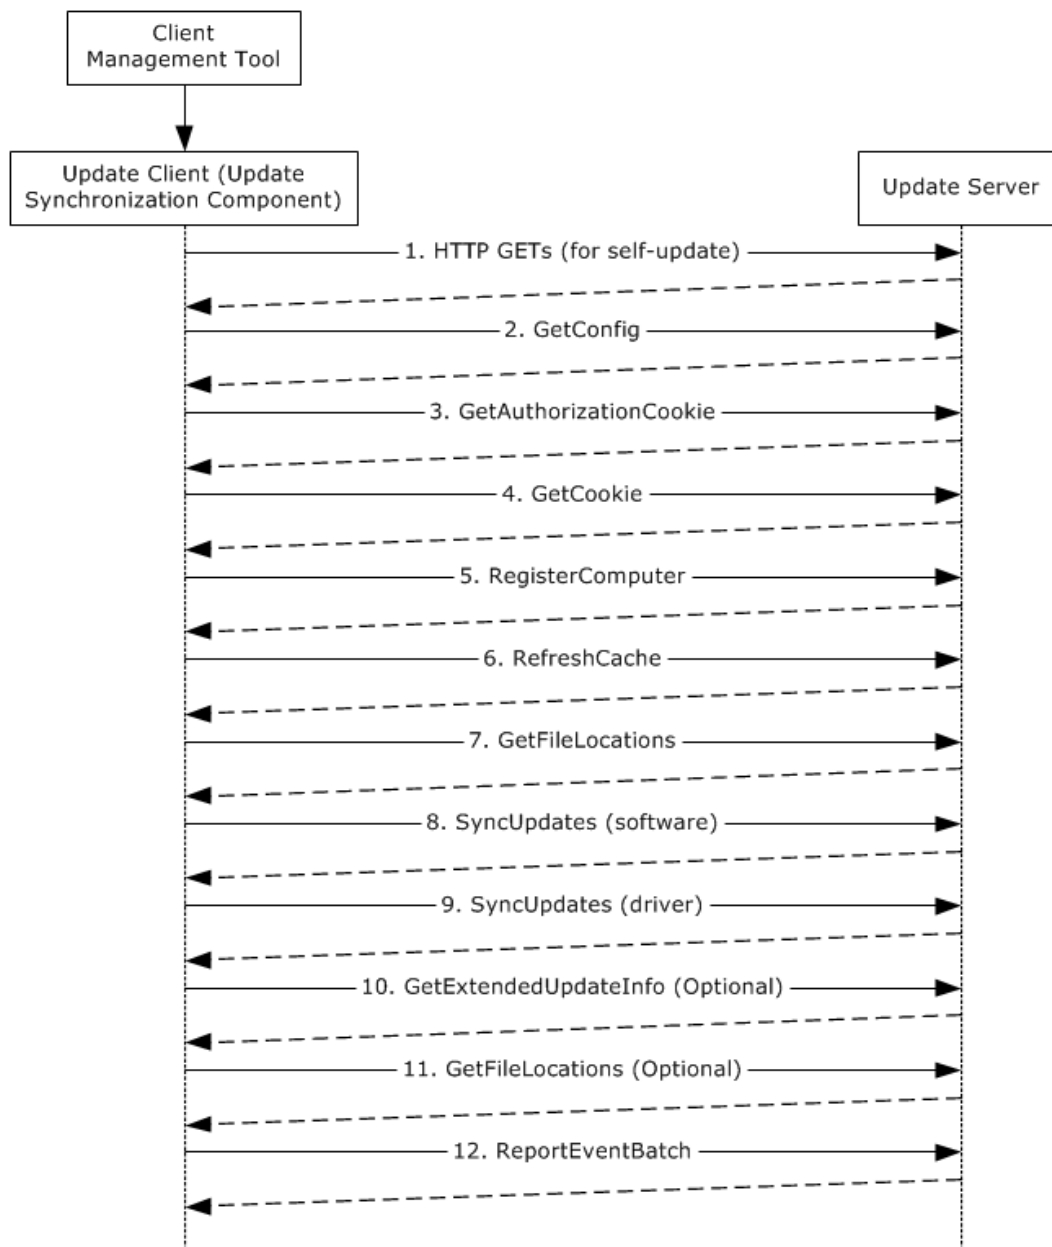 Client
Management Tool
Update Client (Update
Synchronization Component)
Update Server
1. HTTP GETs (for self-update)
2. GetConfig
3. GetAuthorizationCookie
4. GetCookie
5. RegisterComputer
6. RefreshCache
7. GetFileLocations
8. SyncUpdates (software)
9. SyncUpdates (driver)
10. GetExtendedUpdateInfo (Optional)
11. GetFileLocations (Optional)
12. ReportEventBatch